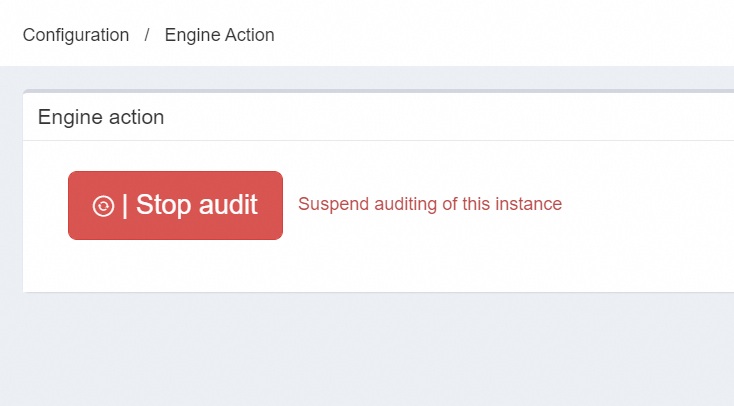 Configuration / Engine Action
Engine action
| Stop audit Suspend auditing of this instance